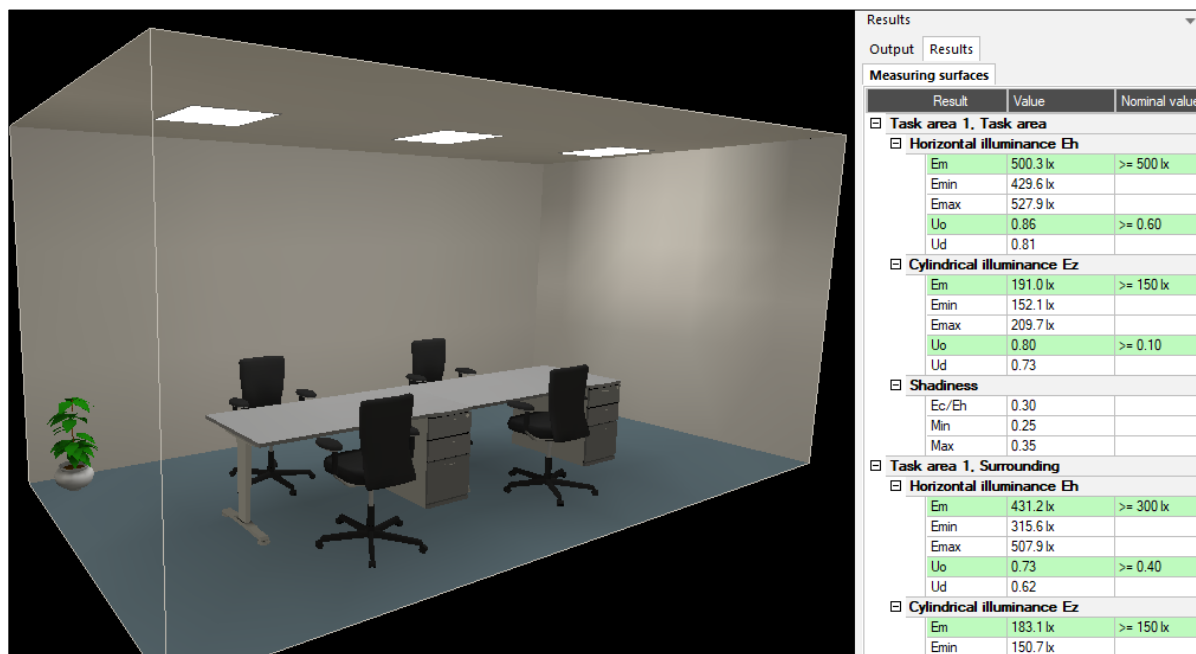 Results
Output Results
Measuring surfaces
Result Value Nominal value
Task area 1, Task area
Horizontal illuminance Eh
Em 500.3 lx >= 500 lx
Emin 429.6 lx
Emax 527.9 lx
Uo 0.86 >= 0.60
Ud 0.81
Cylindrical illuminance Ez
Em 191.0 lx >= 150 lx
Emin 152.1 lx
Emax 209.7 lx
Uo 0.80 >= 0.10
Ud 0.73
Shadiness
Ec/Eh 0.30
Min 0.25
Max 0.35
Task area 1, Surrounding
Horizontal illuminance Eh
Em 431.2 lx >= 300 lx
Emin 315.6 lx
Emax 507.9 lx
Uo 0.73 >= 0.40
Ud 0.62
Cylindrical illuminance Ez
Em 183.1 lx >= 150 lx
Emin 150.7 lx